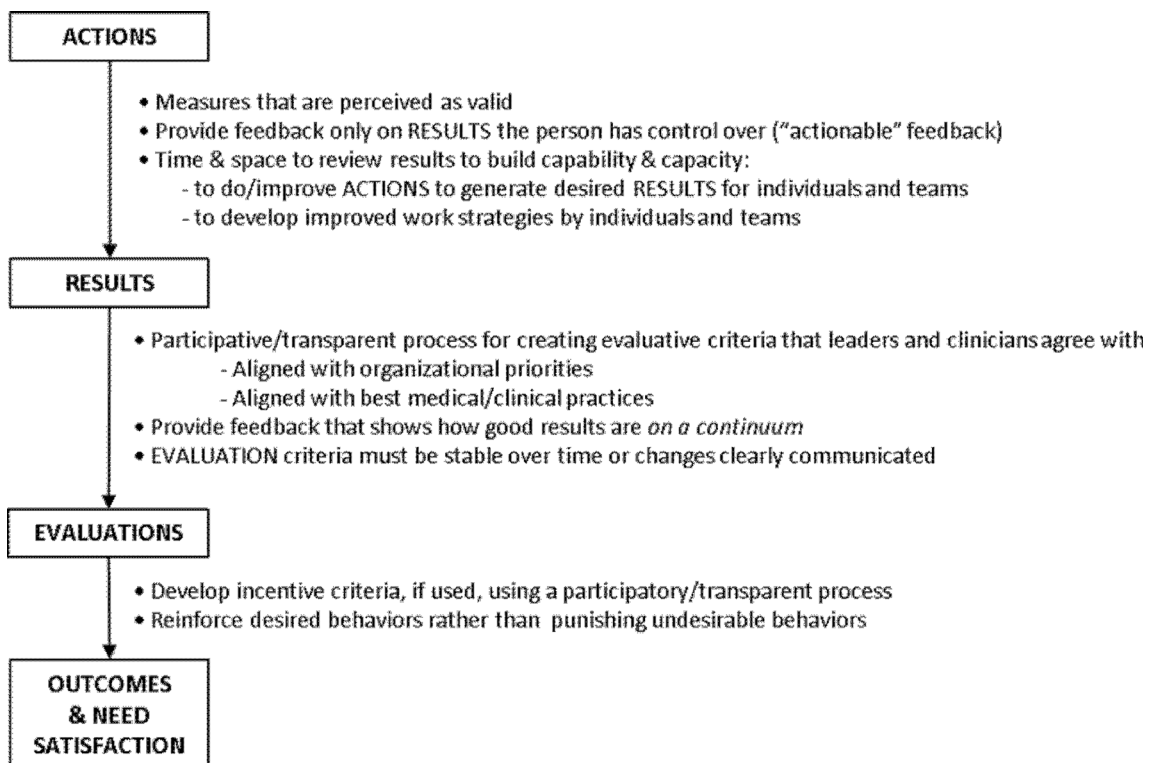 ACTIONS
• Measures that are perceived as valid
• Provide feedback only on RESULTS the person has control over (“actionable” feedback)
• Time & space to review results to build capability & capacity:
- to do/improve ACTIONS to generate desired RESULTS for individuals and teams
- to develop improved work strategies by individuals and teams
RESULTS
• Participative/transparent process for creating evaluative criteria that leaders and clinicians agree with
- Aligned with organizational priorities
- Aligned with best medical/clinical practices
• Provide feedback that shows how good results are on a continuum
• EVALUATION criteria must be stable over time or changes clearly communicated
EVALUATIONS
• Develop incentive criteria, if used, using a participatory/transparent process
• Reinforce desired behaviors rather than punishing undesirable behaviors
OUTCOMES
& NEED
SATISFACTION